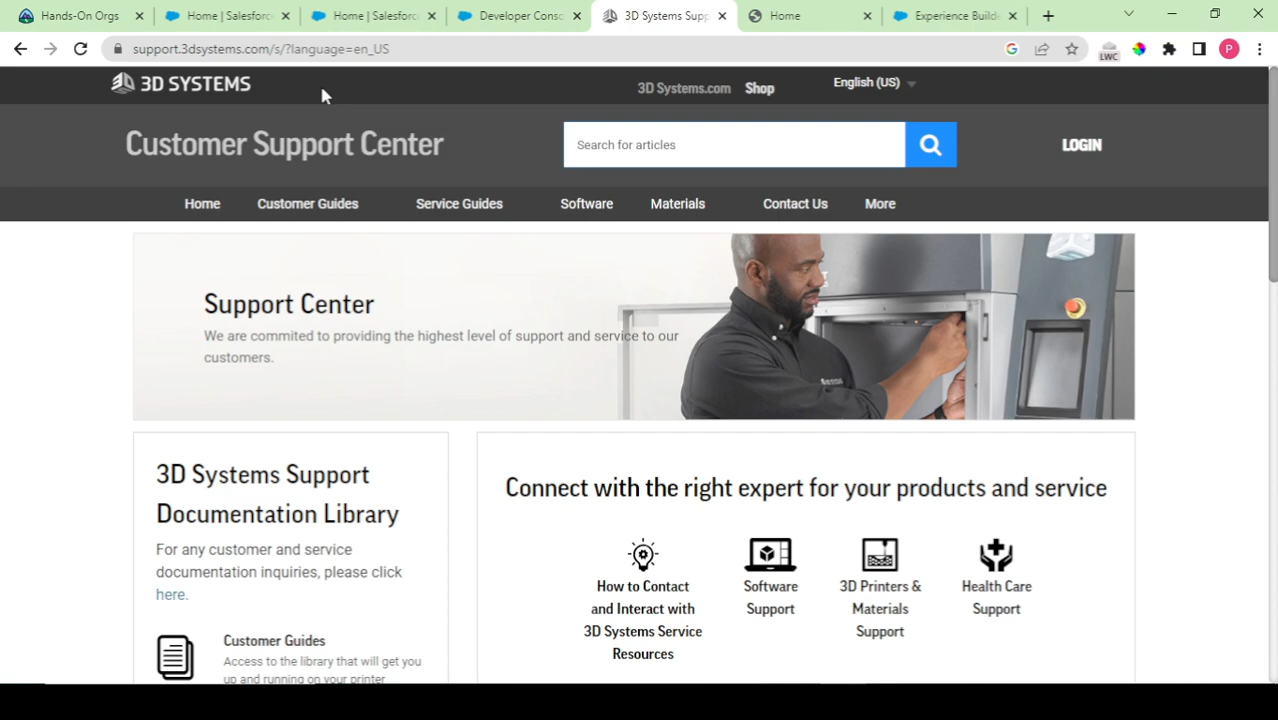 Hands-On Orgs
Home | Salesforc
Home | Salesforc
Developer Conso
3D Systems Supp
Home
Experience Builde
support.3dsystems.com/s/?language=en_US
LWC
P
3D SYSTEMS
3D Systems.com
Shop
English (US)
Customer Support Center
Search for articles
LOGIN
Home
Customer Guides
Service Guides
Software
Materials
Contact Us
More
Support Center
We are commited to providing the highest level of support and service to our
customers.
3D Systems Support
Documentation Library
For any customer and service
documentation inquiries, please click
here.
Customer Guides
Access to the library that will get you
up and running on your printer
Connect with the right expert for your products and service
How to Contact
and Interact with
3D Systems Service
Resources
Software
Support
3D Printers &
Materials
Support
Health Care
Support